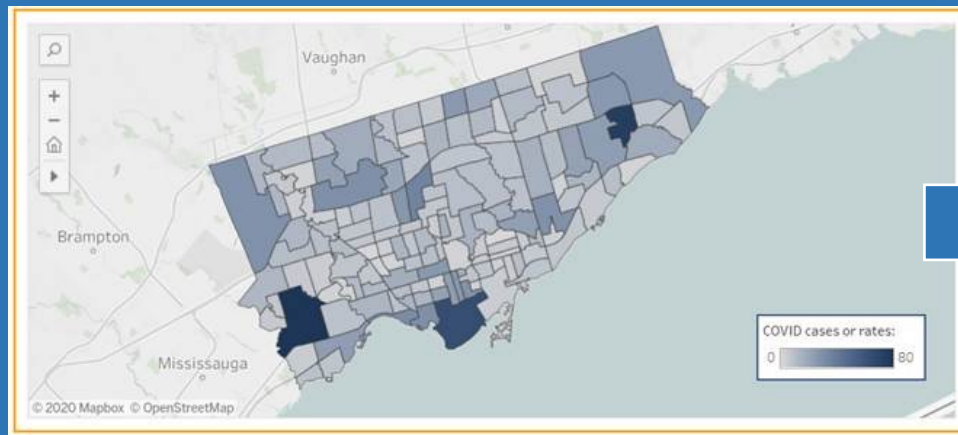 Vaughan
Brampton
Mississauga
COVID cases or rates:
0 80
© 2020 Mapbox © OpenStreetMap